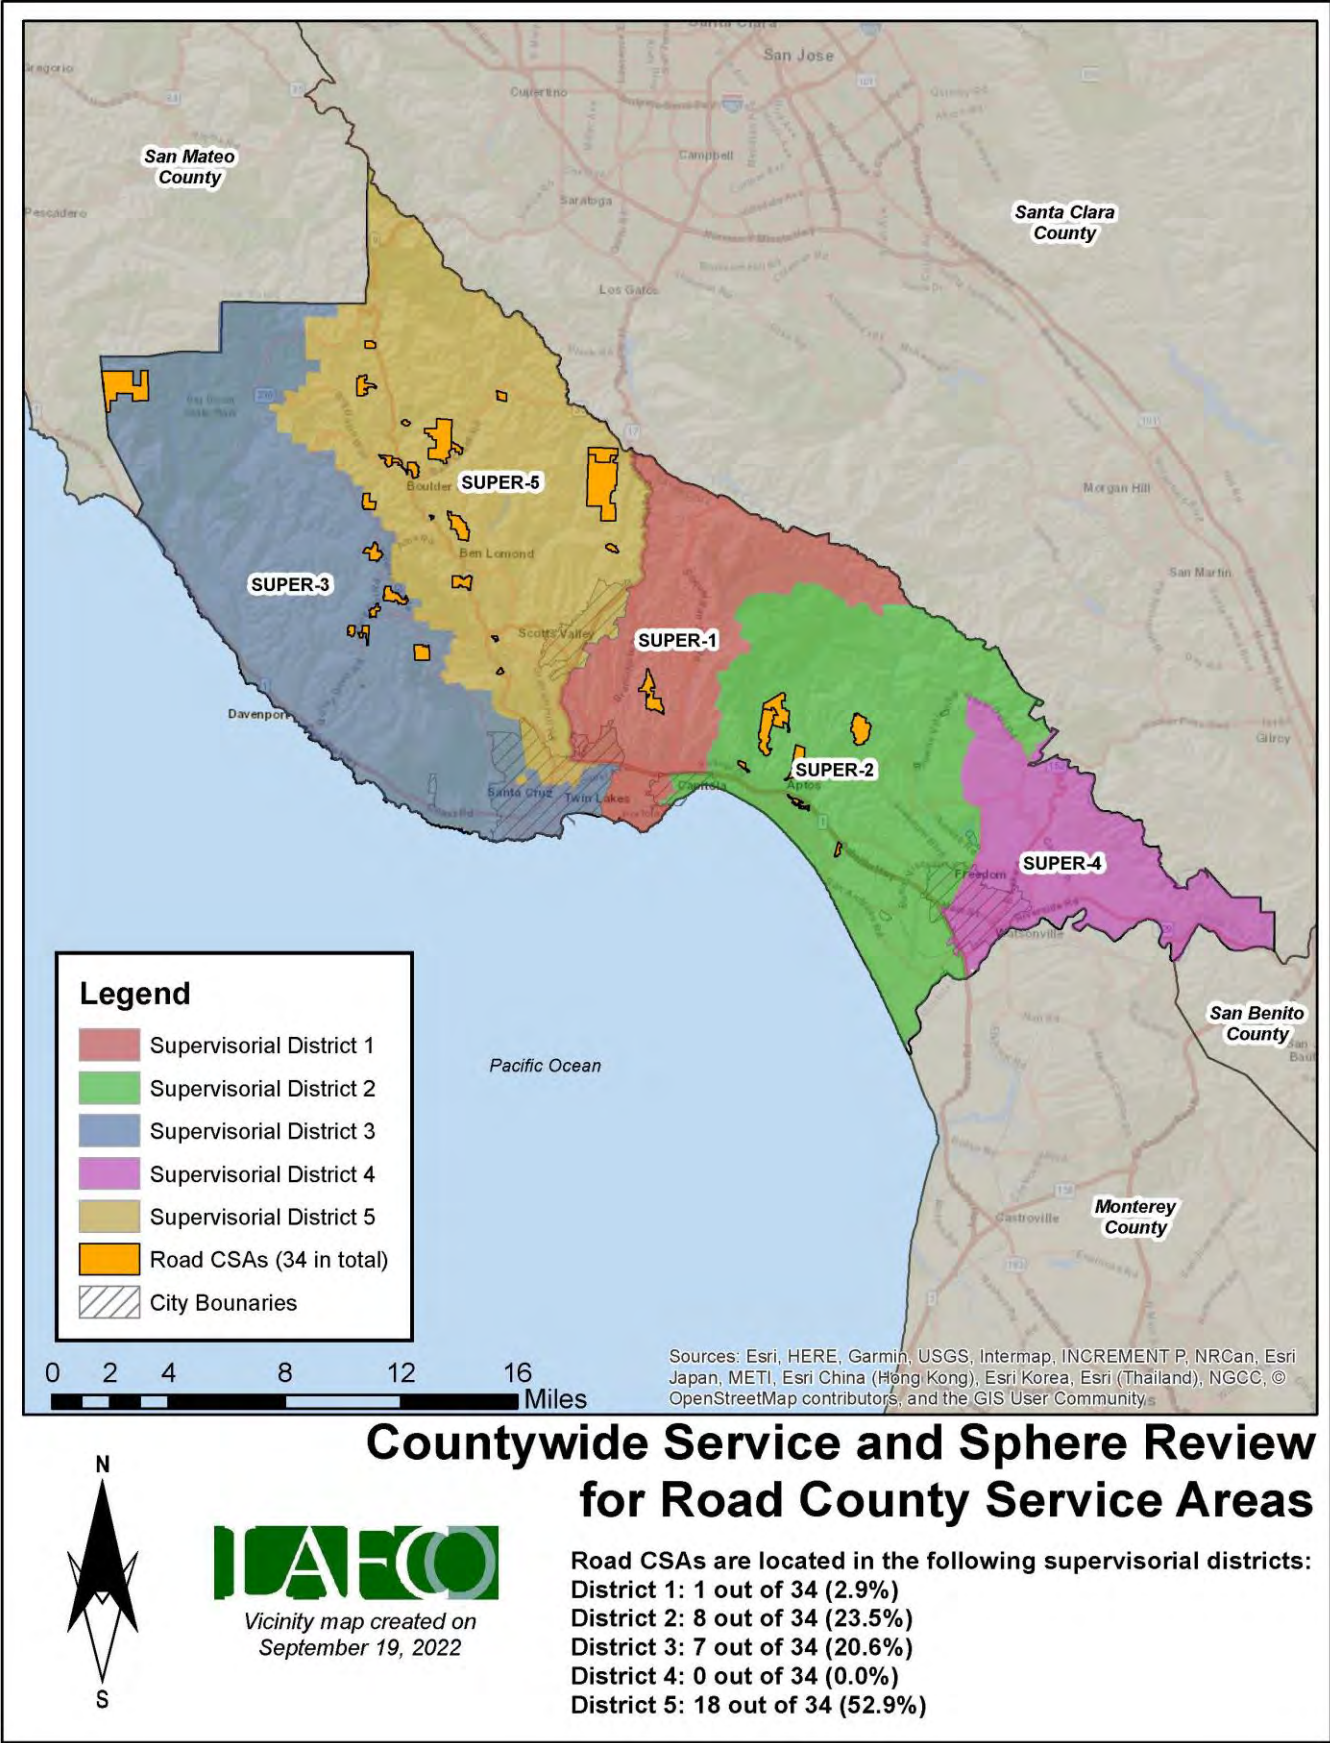 Santa Clara
San Jose
Gregorio
Cupertino
San Mateo
County
Campbell
Saratoga
Pescadero
Santa Clara
County
Los Gatos
17
236
Boulder
SUPER-5
Morgan Hill
Ben Lomond
San Martin
SUPER-3
Scotts Valley
SUPER-1
Davenport
Gilroy
SUPER-2
Aptos
Capitola
Santa Cruz
Twin Lakes
152
SUPER-4
Freedom
Riverside Rd
Watsonville
San Benito
County
Legend
Supervisorial District 1
Supervisorial District 2
Supervisorial District 3
Supervisorial District 4
Supervisorial District 5
Road CSAs (34 in total)
City Bounaries
Pacific Ocean
Monterey
County
Castroville
156
0 2 4 8 12 16
Miles
Sources: Esri, HERE, Garmin, USGS, Intermap, INCREMENT P, NRCan, Esri
Japan, METI, Esri China (Hong Kong), Esri Korea, Esri (Thailand), NGCC, ©
OpenStreetMap contributors, and the GIS User Community
Countywide Service and Sphere Review
for Road County Service Areas
N
S
LAFCO
Vicinity map created on
September 19, 2022
Road CSAs are located in the following supervisorial districts:
District 1: 1 out of 34 (2.9%)
District 2: 8 out of 34 (23.5%)
District 3: 7 out of 34 (20.6%)
District 4: 0 out of 34 (0.0%)
District 5: 18 out of 34 (52.9%)